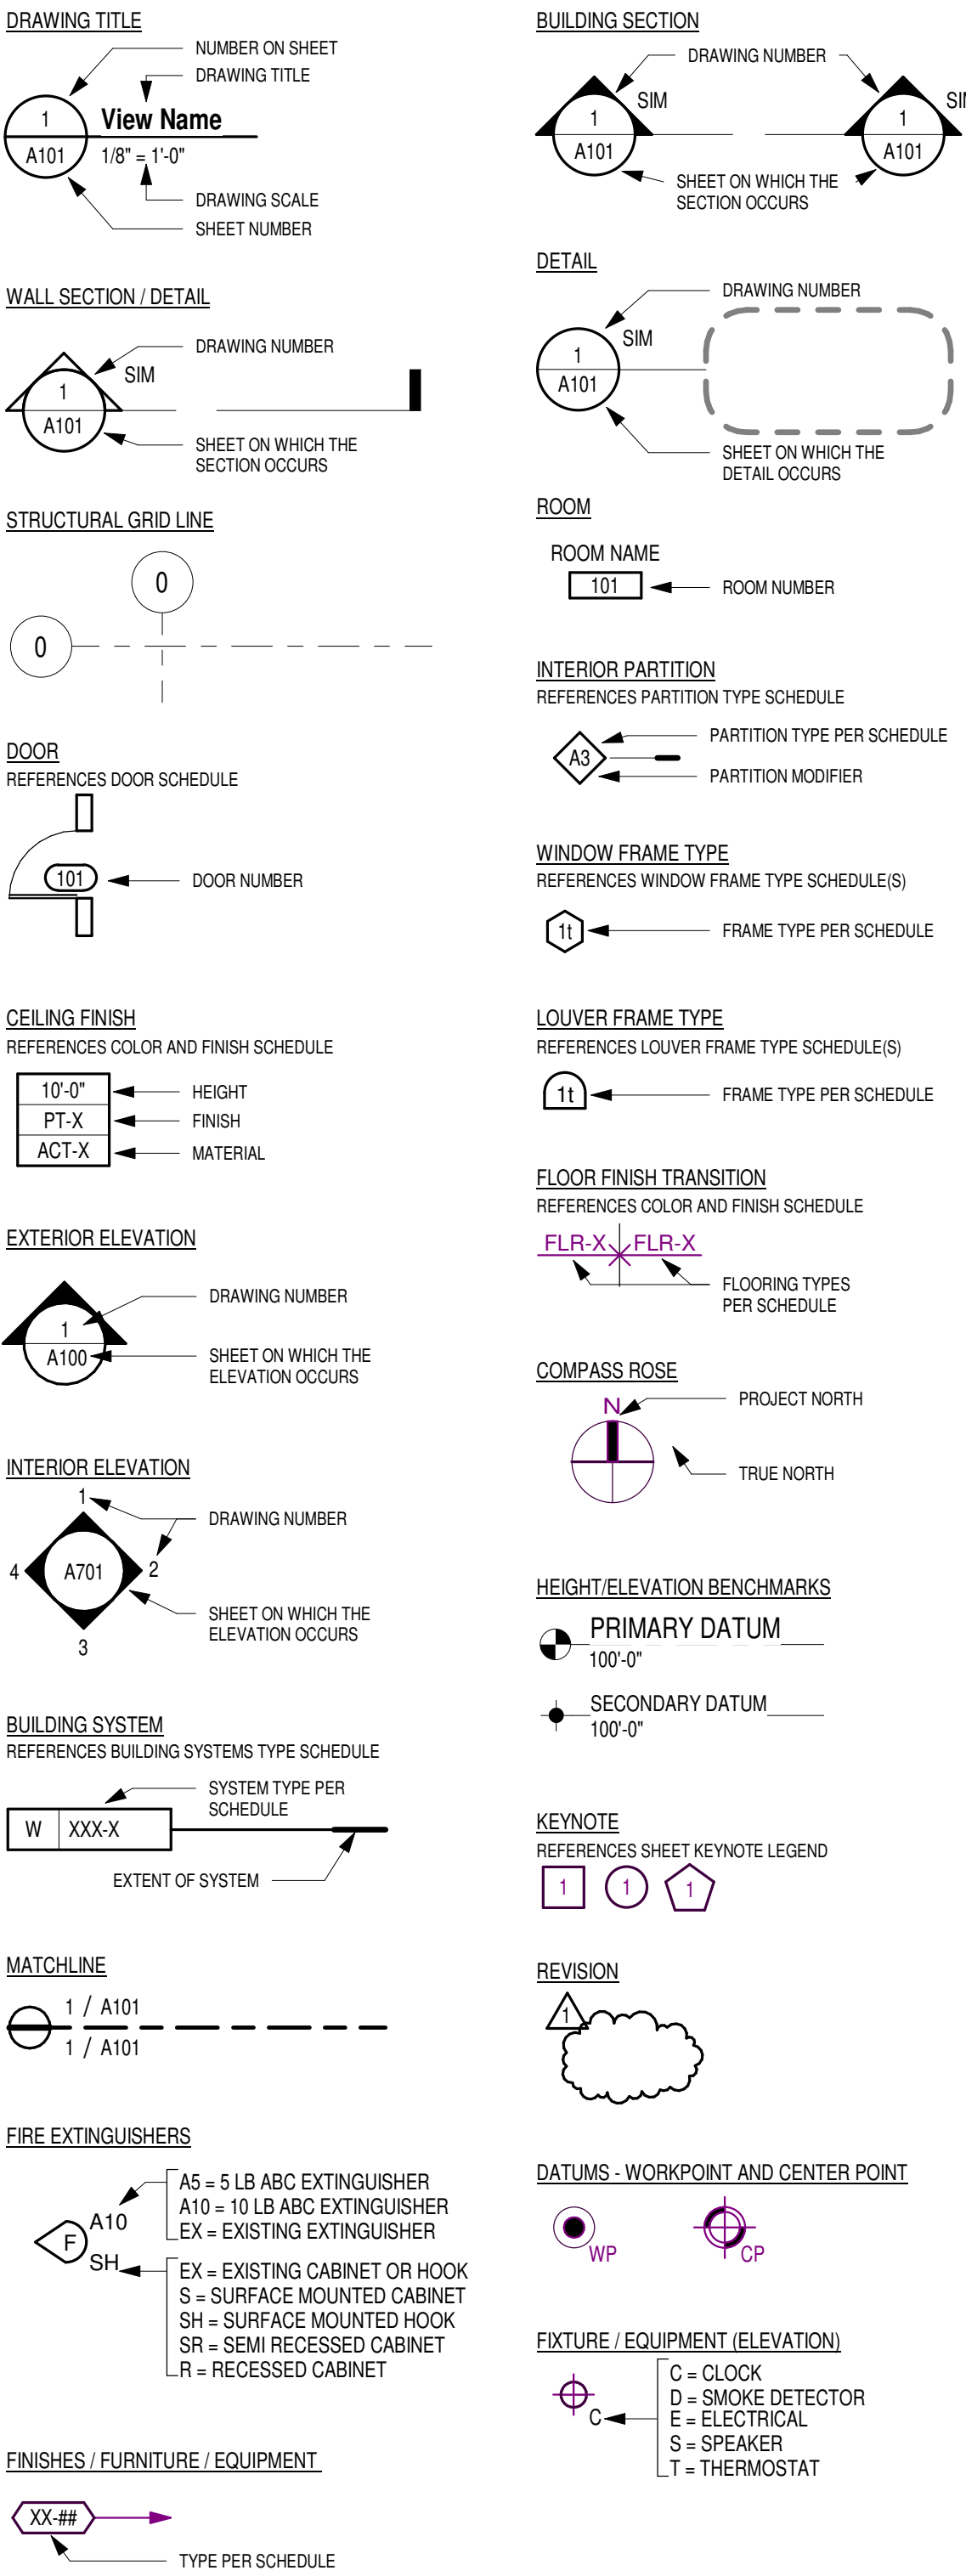 DRAWING TITLE
NUMBER ON SHEET
DRAWING TITLE
1
View Name
A101
1/8" = 1'-0"
DRAWING SCALE
SHEET NUMBER
WALL SECTION / DETAIL
DRAWING NUMBER
SIM
1
A101
SHEET ON WHICH THE
SECTION OCCURS
STRUCTURAL GRID LINE
0
0
DOOR
REFERENCES DOOR SCHEDULE
101
DOOR NUMBER
CEILING FINISH
REFERENCES COLOR AND FINISH SCHEDULE
10'-0"
HEIGHT
PT-X
FINISH
ACT-X
MATERIAL
EXTERIOR ELEVATION
DRAWING NUMBER
1
A100
SHEET ON WHICH THE
ELEVATION OCCURS
INTERIOR ELEVATION
1
DRAWING NUMBER
4
A701
2
SHEET ON WHICH THE
ELEVATION OCCURS
3
BUILDING SYSTEM
REFERENCES BUILDING SYSTEMS TYPE SCHEDULE
SYSTEM TYPE PER
SCHEDULE
W XXX-X
EXTENT OF SYSTEM
MATCHLINE
1 / A101
1 / A101
FIRE EXTINGUISHERS
A5 = 5 LB ABC EXTINGUISHER
A10 = 10 LB ABC EXTINGUISHER
EX = EXISTING EXTINGUISHER
A10
F
SH
EX = EXISTING CABINET OR HOOK
S = SURFACE MOUNTED CABINET
SH = SURFACE MOUNTED HOOK
SR = SEMI RECESSED CABINET
R = RECESSED CABINET
FINISHES / FURNITURE / EQUIPMENT
XX-##
TYPE PER SCHEDULE
BUILDING SECTION
DRAWING NUMBER
SIM
1
1
A101
A101
SHEET ON WHICH THE
SECTION OCCURS
DETAIL
DRAWING NUMBER
SIM
1
A101
SHEET ON WHICH THE
DETAIL OCCURS
ROOM
ROOM NAME
101
ROOM NUMBER
INTERIOR PARTITION
REFERENCES PARTITION TYPE SCHEDULE
PARTITION TYPE PER SCHEDULE
A3
PARTITION MODIFIER
WINDOW FRAME TYPE
REFERENCES WINDOW FRAME TYPE SCHEDULE(S)
1t
FRAME TYPE PER SCHEDULE
LOUVER FRAME TYPE
REFERENCES LOUVER FRAME TYPE SCHEDULE(S)
1t
FRAME TYPE PER SCHEDULE
FLOOR FINISH TRANSITION
REFERENCES COLOR AND FINISH SCHEDULE
FLR-X FLR-X
FLOORING TYPES
PER SCHEDULE
COMPASS ROSE
N
PROJECT NORTH
TRUE NORTH
HEIGHT/ELEVATION BENCHMARKS
PRIMARY DATUM
100'-0"
SECONDARY DATUM
100'-0"
KEYNOTE
REFERENCES SHEET KEYNOTE LEGEND
1 1 1
REVISION
1
DATUMS - WORKPOINT AND CENTER POINT
WP
CP
FIXTURE / EQUIPMENT (ELEVATION)
C
C = CLOCK
D = SMOKE DETECTOR
E = ELECTRICAL
S = SPEAKER
T = THERMOSTAT